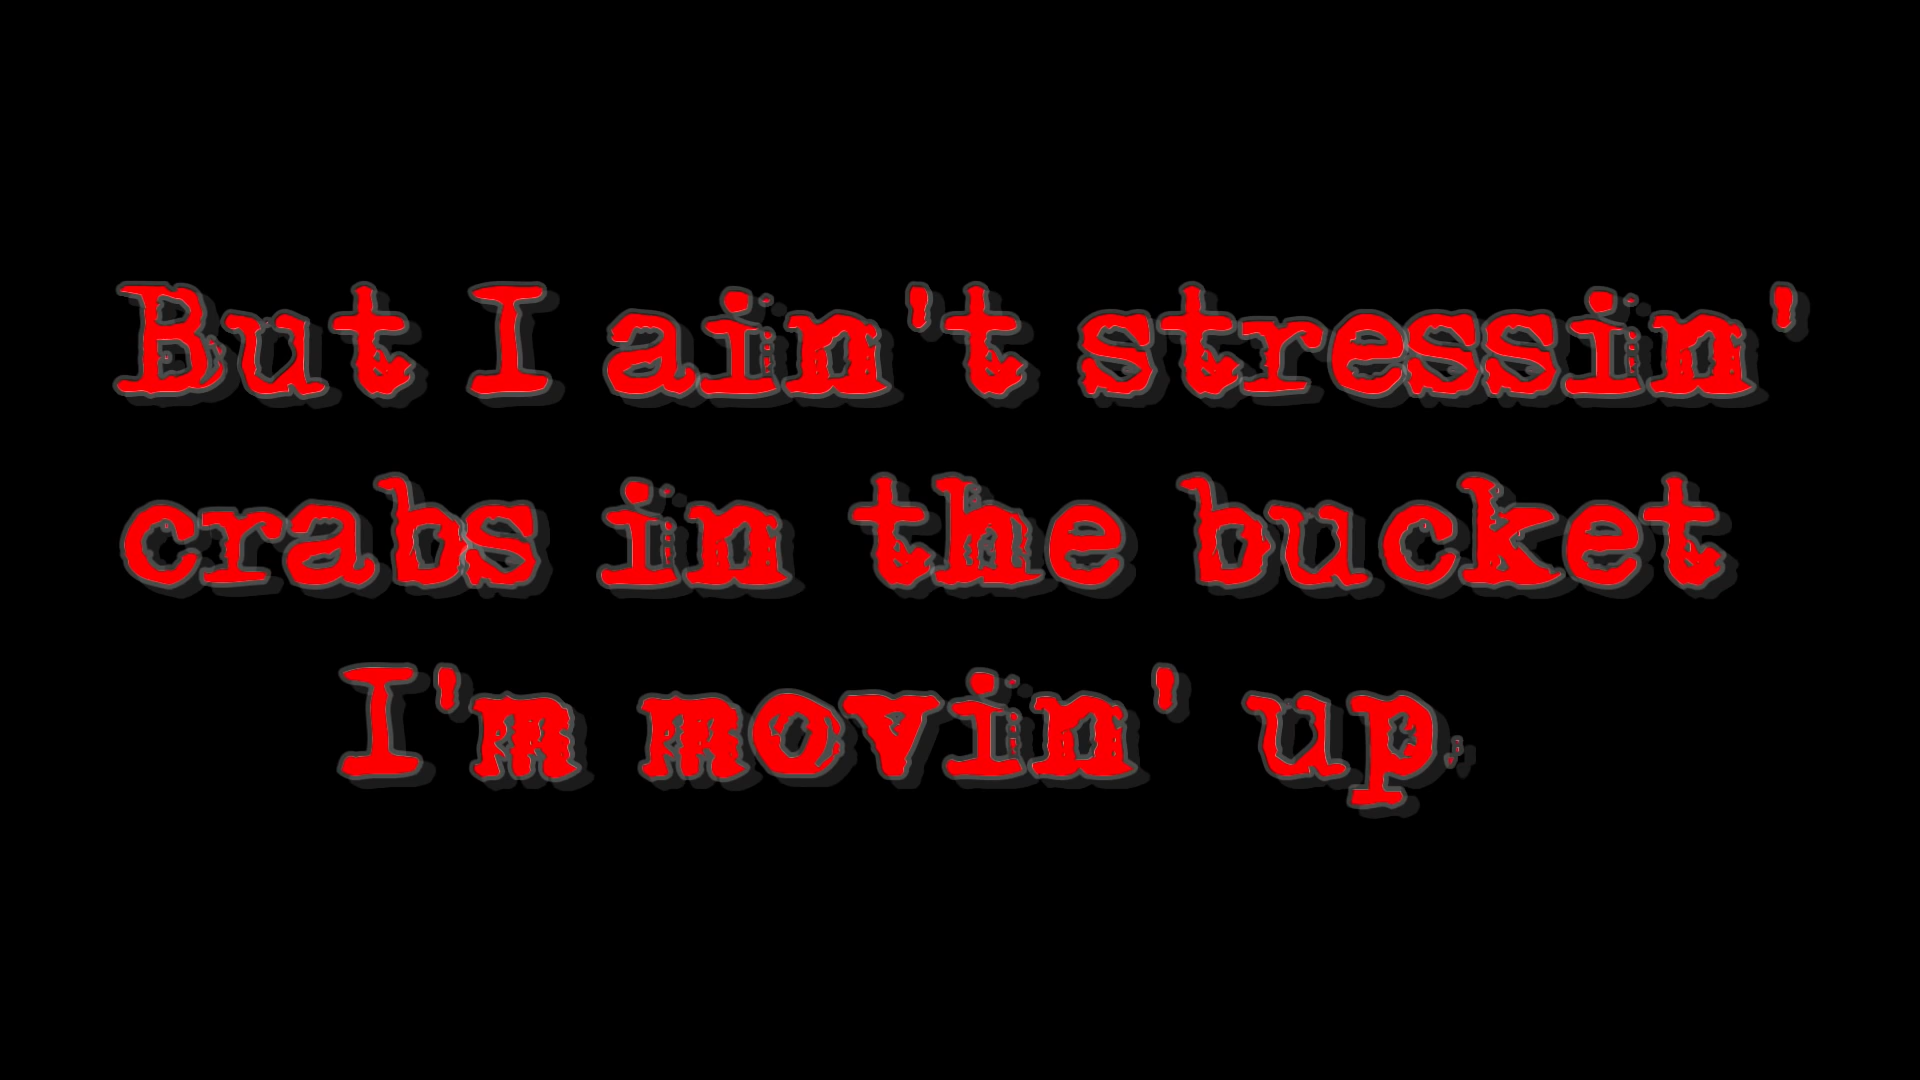 But I ain't stressin'
crabs in the bucket
I'm movin' up